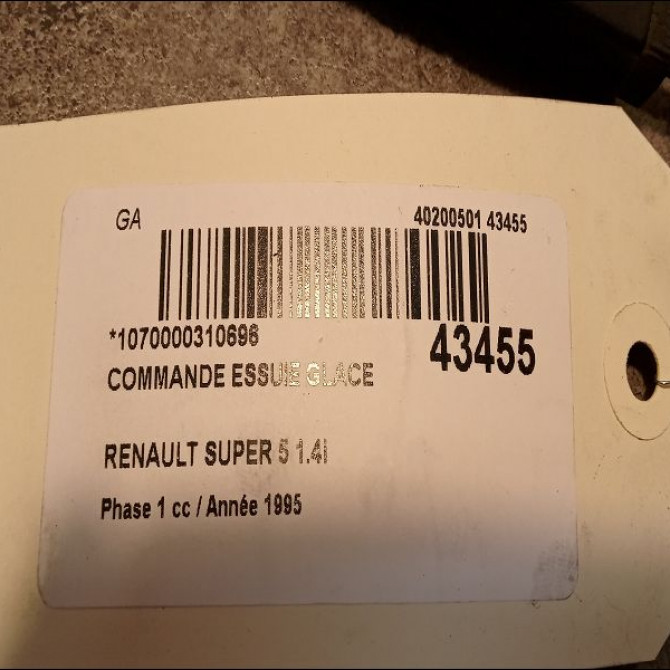 GA 40200501 43455
*1070000310696 43455
COMMANDE ESSUIE GLACE
RENAULT SUPER 5 1.4i
Phase 1 cc / Année 1995